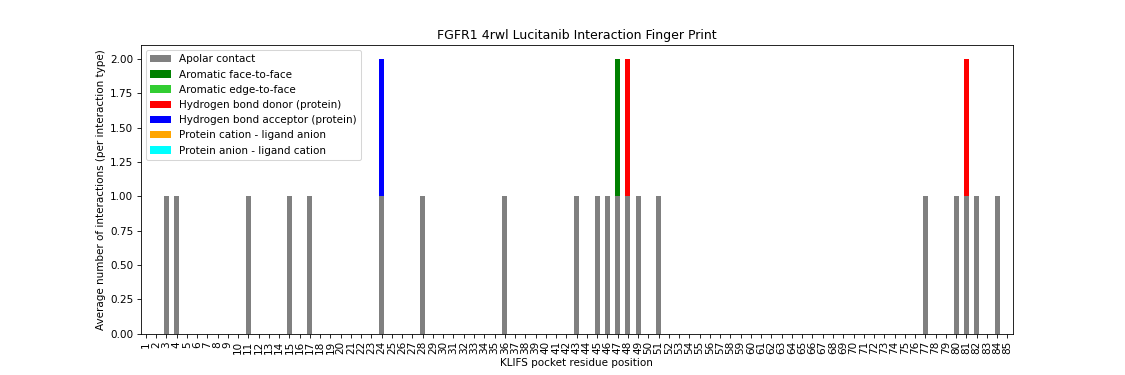 FGFR1 4rwl Lucitanib Interaction Finger Print
Average number of interactions (per interaction type)
2.00
1.75
1.50
1.25
1.00
0.75
0.50
0.25
0.00
Apolar contact
Aromatic face-to-face
Aromatic edge-to-face
Hydrogen bond donor (protein)
Hydrogen bond acceptor (protein)
Protein cation - ligand anion
Protein anion - ligand cation
1 2 3 4 5 6 7 8 9 10 11 12 13 14 15 16 17 18 19 20 21 22 23 24 25 26 27 28 29 30 31 32 33 34 35 36 37 38 39 40 41 42 43 44 45 46 47 48 49 50 51 52 53 54 55 56 57 58 59 60 61 62 63 64 65 66 67 68 69 70 71 72 73 74 75 76 77 78 79 80 81 82 83 84 85
KLIFS pocket residue position